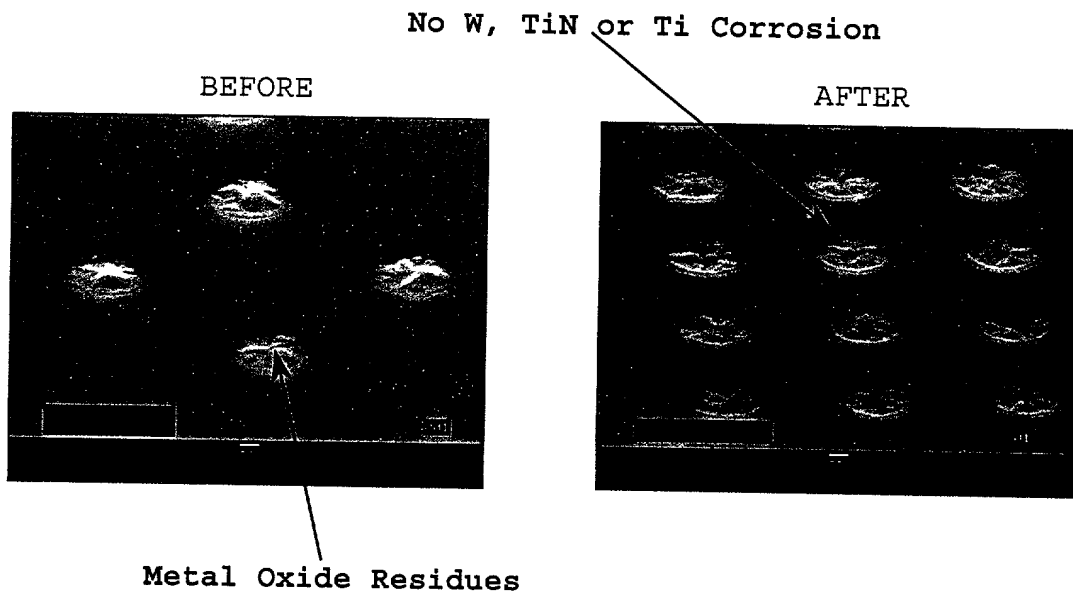 No W, TiN or Ti Corrosion
BEFORE
AFTER
Metal Oxide Residues